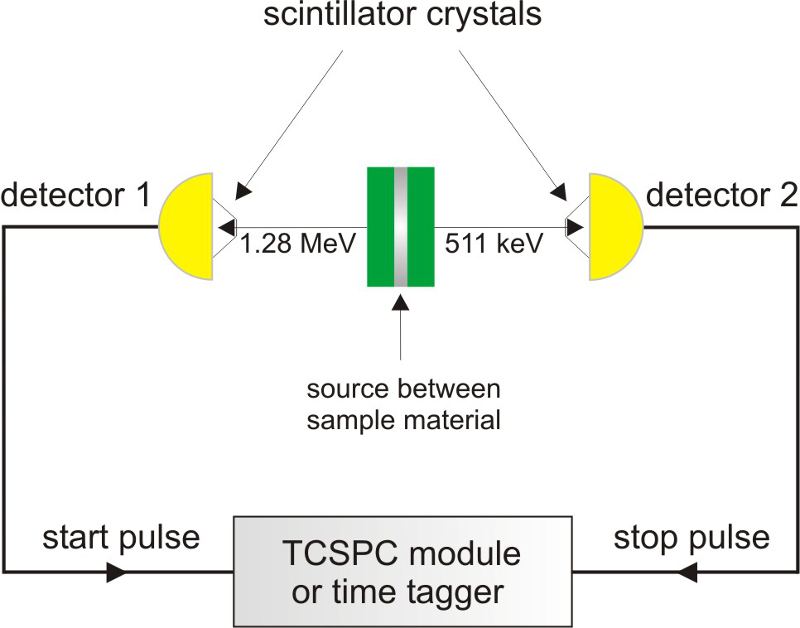 scintillator crystals
detector 1
detector 2
1.28 MeV
511 keV
source between
sample material
start pulse
stop pulse
TCSPC module
or time tagger